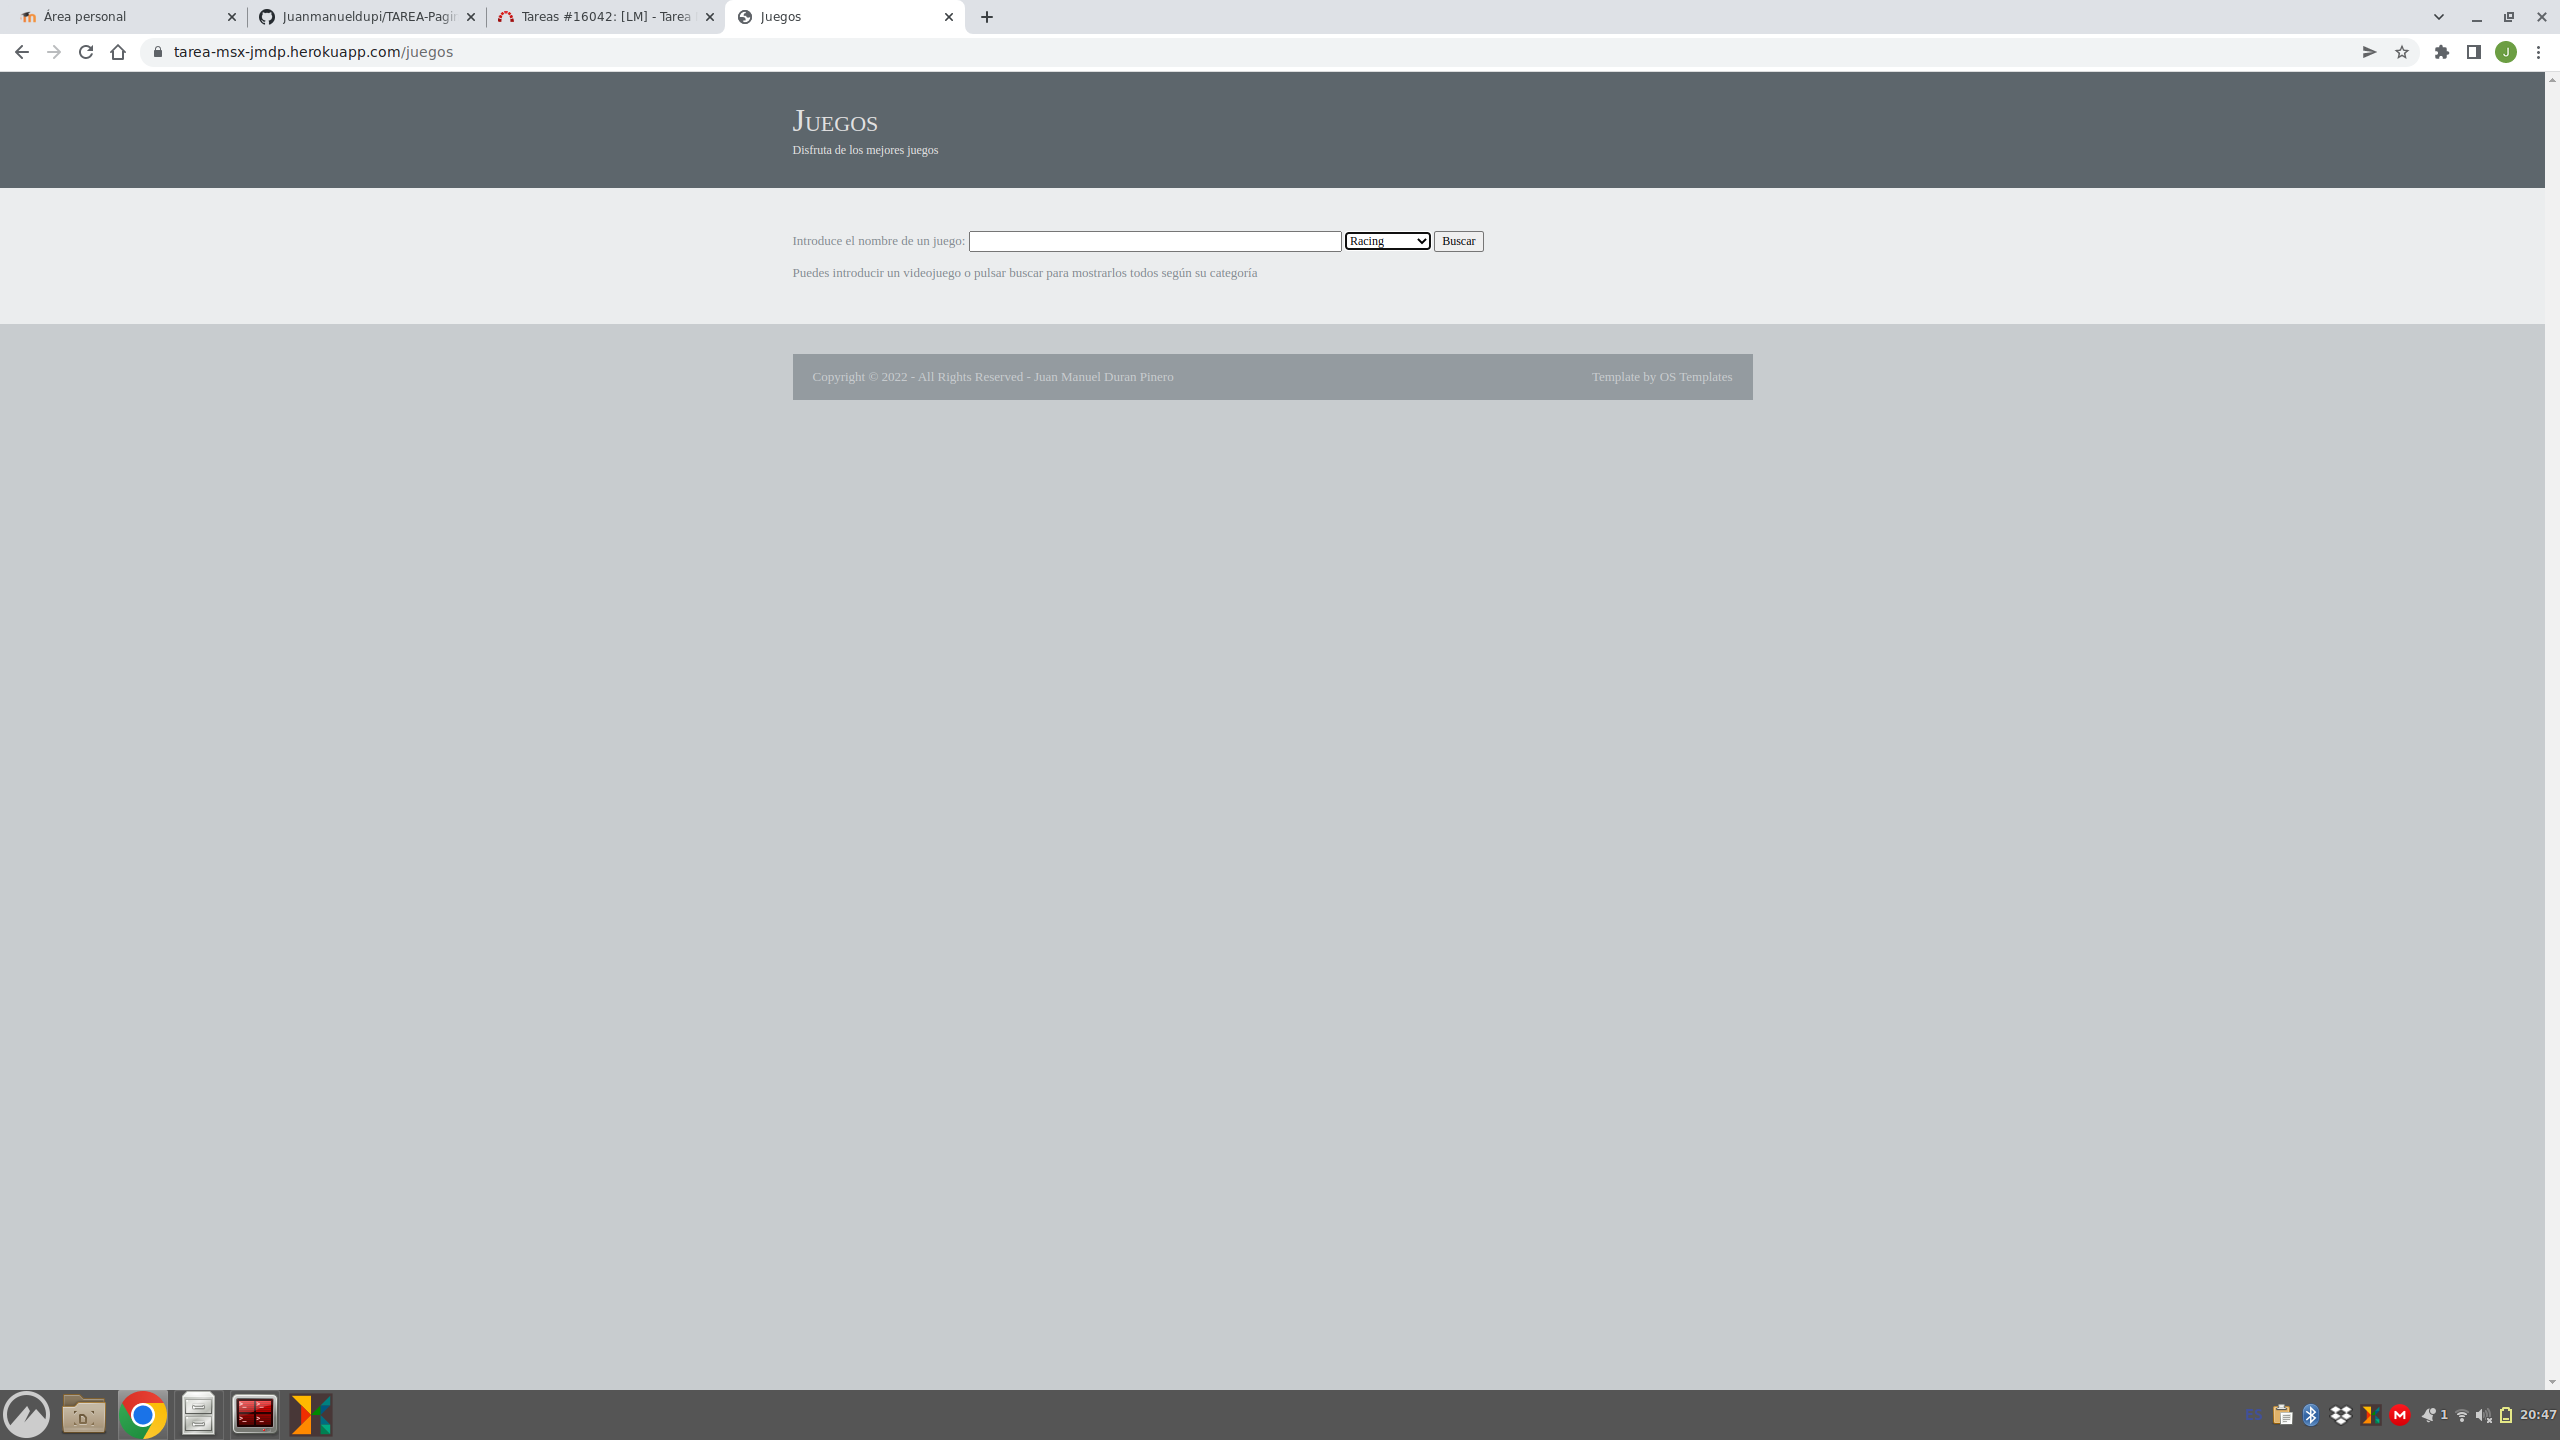 Área personal
Juanmanueldupi/TAREA-Pagin
Tareas #16042: [LM] - Tarea
Juegos
tarea-msx-jmdp.herokuapp.com/juegos
J
Juegos
Disfruta de los mejores juegos
Introduce el nombre de un juego:
Racing
Buscar
Puedes introducir un videojuego o pulsar buscar para mostrarlos todos según su categoría
Copyright © 2022 - All Rights Reserved - Juan Manuel Duran Pinero
Template by OS Templates
D
M
1
20:47